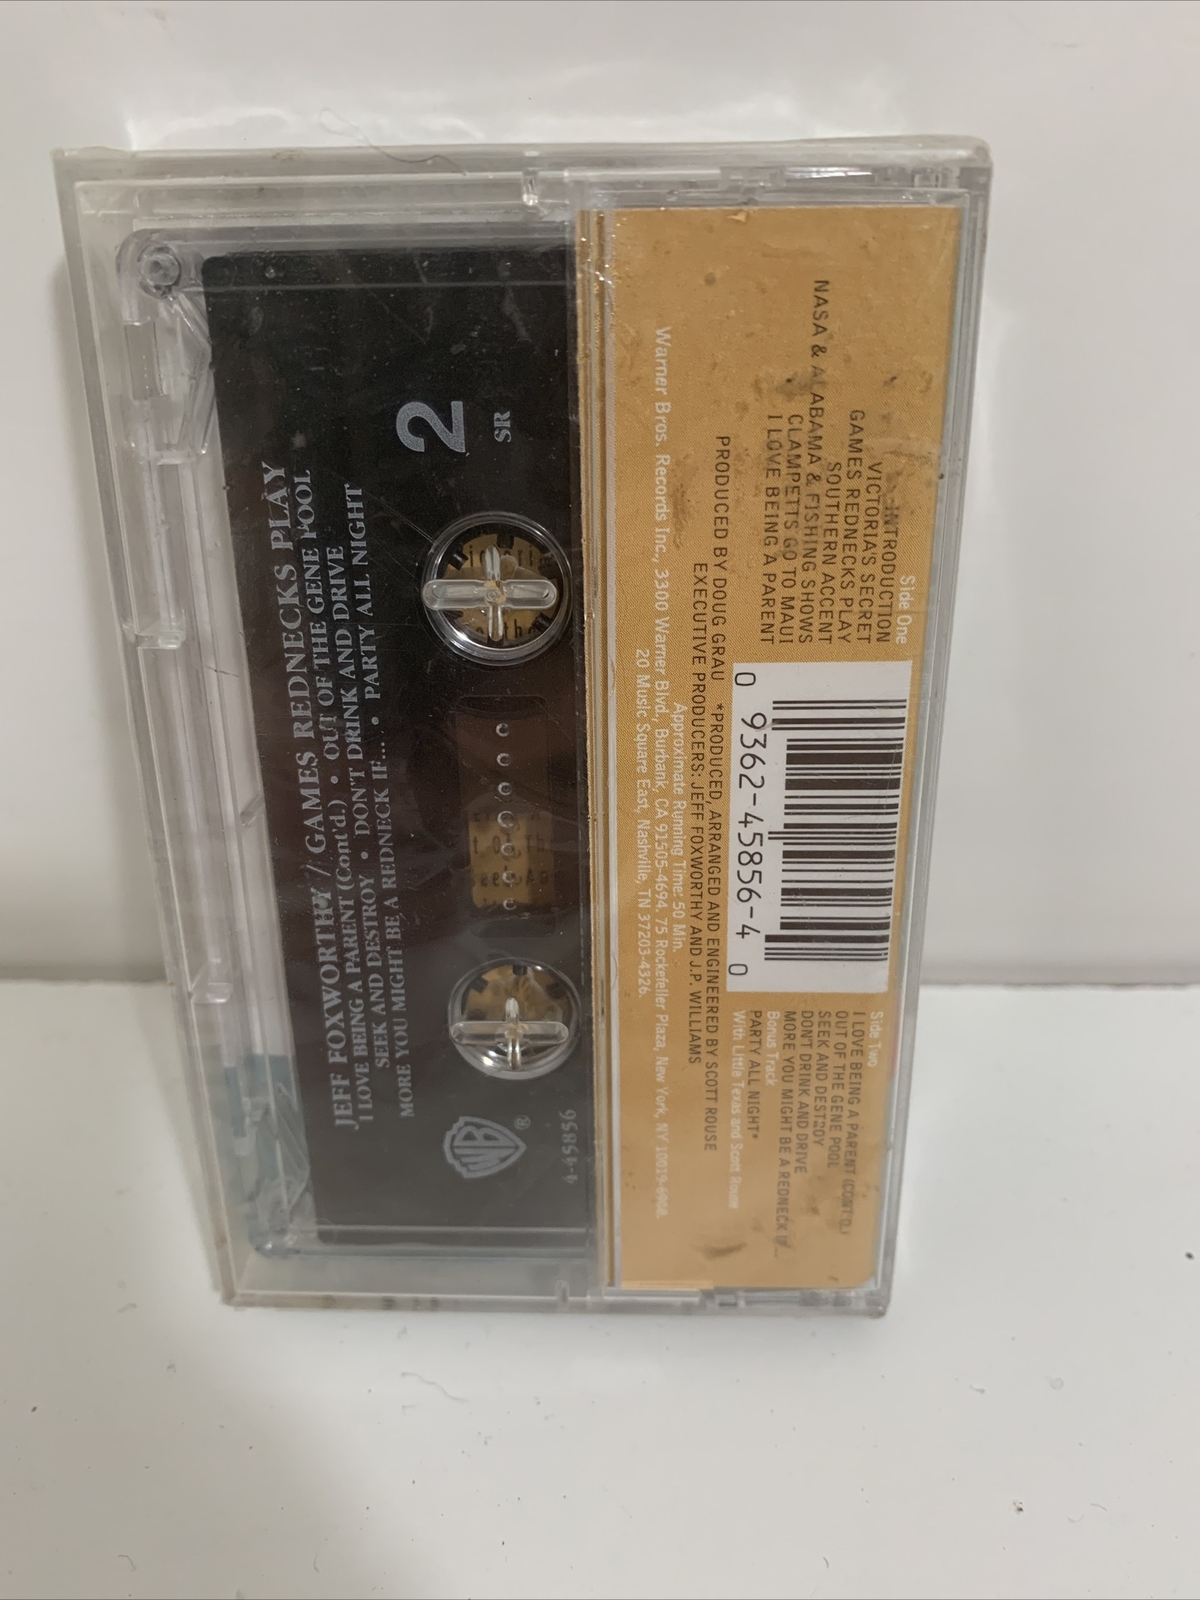 Side One
INTRODUCTION
VICTORIA'S SECRET
GAMES REDNECKS PLAY
SOUTHERN ACCENT
NASA & ALABAMA & FISHING SHOWS
CLAMPETTS GO TO MAUI
I LOVE BEING A PARENT
0 9362-45856-4 0
Side Two
I LOVE BEING A PARENT (CONT'D.)
OUT OF THE GENE POOL
SEEK AND DESTROY
DON'T DRINK AND DRIVE
MORE YOU MIGHT BE A REDNECK IF...
Bonus Track
PARTY ALL NIGHT*
With Little Texas and Scott Rouse
PRODUCED BY DOUG GRAU *PRODUCED, ARRANGED AND ENGINEERED BY SCOTT ROUSE
EXECUTIVE PRODUCERS: JEFF FOXWORTHY AND J.P. WILLIAMS
Approximate Running Time: 50 Min.
Warner Bros. Records Inc., 3300 Warner Blvd., Burbank, CA 91505-4694. 75 Rockefeller Plaza, New York, NY 10019-6908.
20 Music Square East, Nashville, TN 37203-4326.
2
SR
WB
®
4-45856
JEFF FOXWORTHY // GAMES REDNECKS PLAY
I LOVE BEING A PARENT (Cont'd.) • OUT OF THE GENE POOL
SEEK AND DESTROY • DON'T DRINK AND DRIVE
MORE YOU MIGHT BE A REDNECK IF... • PARTY ALL NIGHT